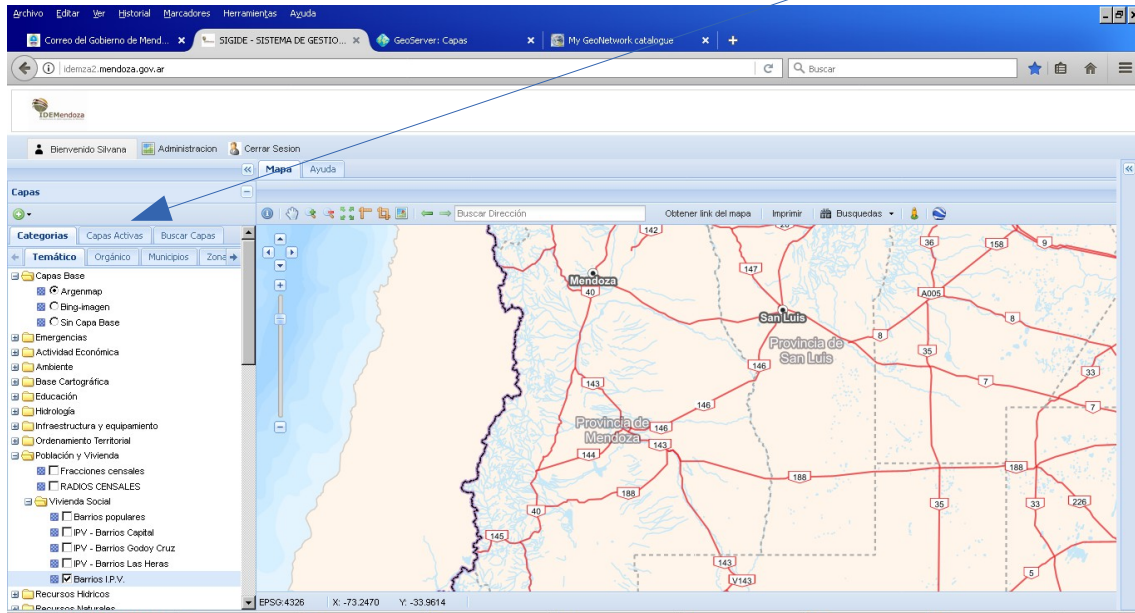 Archivo Editar Ver Historial Marcadores Herramientas Ayuda
Correo del Gobierno de Mend... SIGIDE - SISTEMA DE GESTIO... GeoServer: Capas My GeoNetwork catalogue
idemza2.mendoza.gov.ar Buscar
IDEMendoza
Bienvenido Silvana Administracion Cerrar Sesion
Mapa Ayuda
Capas
Buscar Dirección Obtener link del mapa Imprimir Busquedas
Categorias Capas Activas Buscar Capas
Temático Orgánico Municipios Zona
Capas Base
Argenmap
Bing-imagen
Sin Capa Base
Emergencias
Actividad Económica
Ambiente
Base Cartográfica
Educación
Hidrología
Infraestructura y equipamiento
Ordenamiento Territorial
Población y Vivienda
Fracciones censales
RADIOS CENSALES
Vivienda Social
Barrios populares
IPV - Barrios Capital
IPV - Barrios Godoy Cruz
IPV - Barrios Las Heras
Barrios I.P.V.
Recursos Hidricos
Recursos Naturales
142 20 36 158 9
147
Mendoza
40
A005
San Luis
8
8
Provincia de
San Luis
35
146
33
7
143
146
7
Provincia de
Mendoza
146
143
144
188
188
188
40
35 33 226
145
143
5
V143
EPSG:4326 X: -73.2470 Y: -33.9614